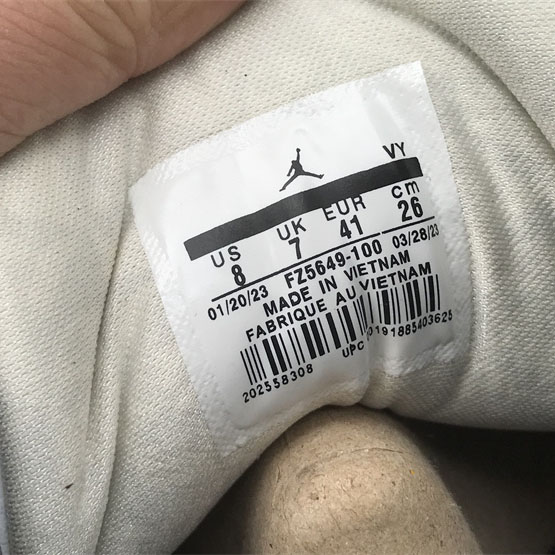 VY
US UK EUR cm
8 7 41 26
01/20/23 FZ5649-100 03/28/23
MADE IN VIETNAM
FABRIQUE AU VIETNAM
202558308 UPC 0191885403625